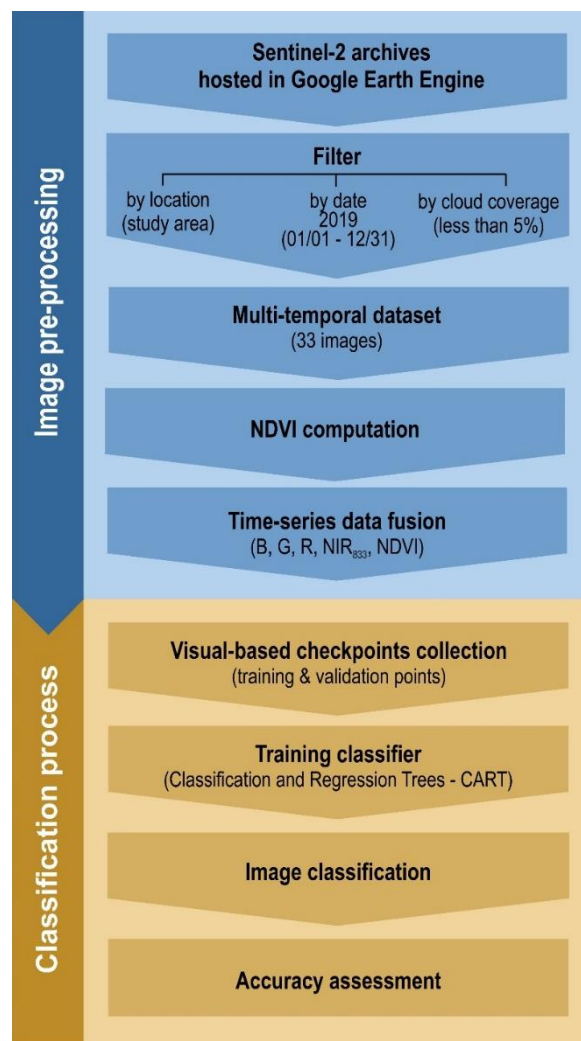 Image pre-processing
Sentinel-2 archives
hosted in Google Earth Engine
Filter
by location
(study area)
by date
2019
(01/01 - 12/31)
by cloud coverage
(less than 5%)
Multi-temporal dataset
(33 images)
NDVI computation
Time-series data fusion
(B, G, R, NIR₈₃₃, NDVI)
Classification process
Visual-based checkpoints collection
(training & validation points)
Training classifier
(Classification and Regression Trees - CART)
Image classification
Accuracy assessment